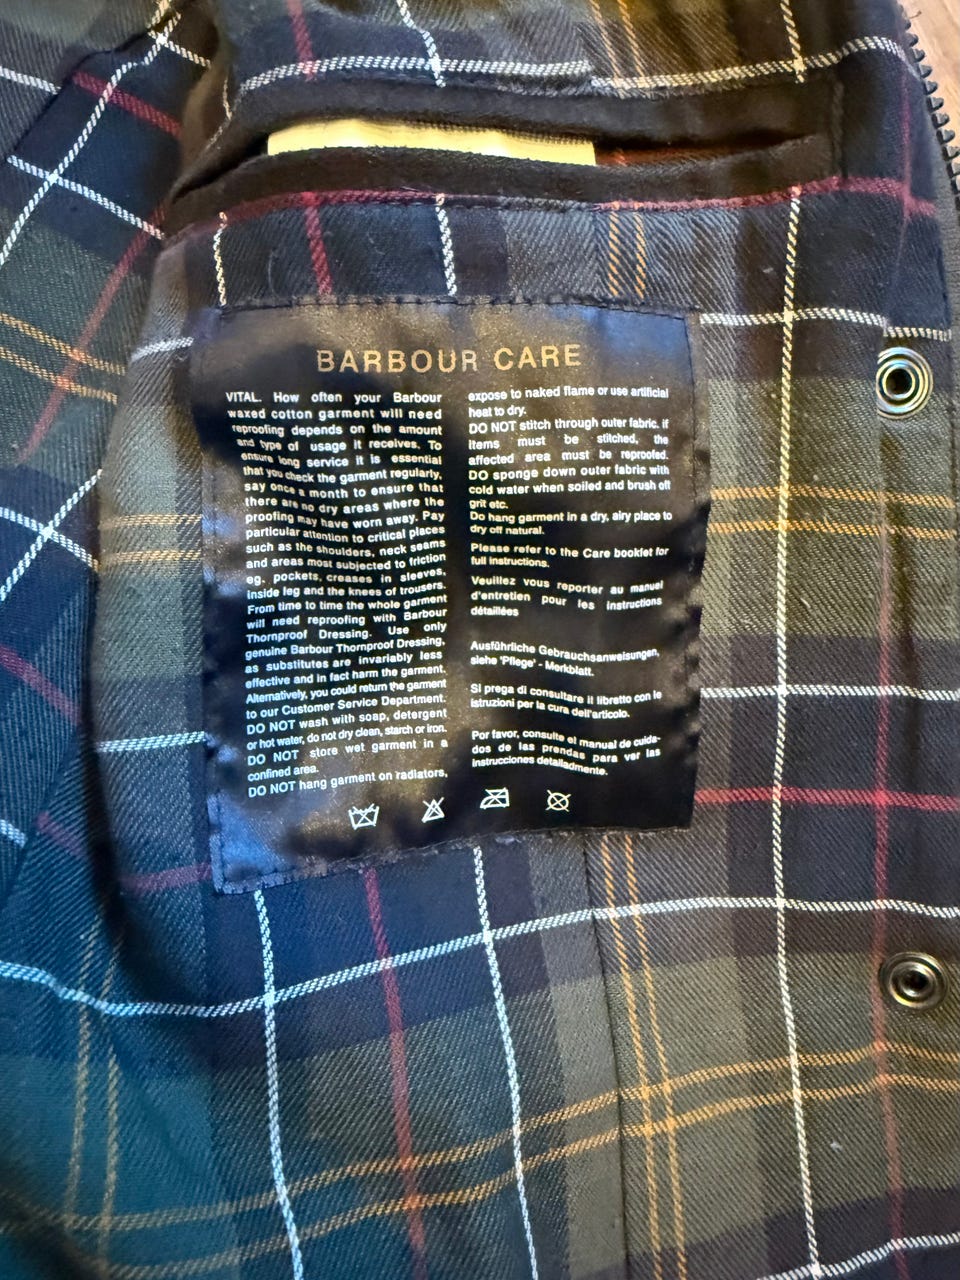 BARBOUR CARE
VITAL. How often your Barbour
waxed cotton garment will need
reproofing depends on the amount
and type of usage it receives. To
ensure long service it is essential
that you check the garment regularly,
say once a month to ensure that
there are no dry areas where the
proofing may have worn away. Pay
particular attention to critical places
such as the shoulders, neck seams
and areas most subjected to friction
eg. pockets, creases in sleeves,
inside leg and the knees of trousers.
From time to time the whole garment
will need reproofing with Barbour
Thornproof Dressing. Use only
genuine Barbour Thornproof Dressing,
as substitutes are invariably less
effective and in fact harm the garment.
Alternatively, you could return the garment
to our Customer Service Department.
DO NOT wash with soap, detergent
or hot water, do not dry clean, starch or iron.
DO NOT store wet garment in a
confined area.
DO NOT hang garment on radiators,
expose to naked flame or use artificial
heat to dry.
DO NOT stitch through outer fabric. if
items must be stitched, the
affected area must be reproofed.
DO sponge down outer fabric with
cold water when soiled and brush off
grit etc.
Do hang garment in a dry, airy place to
dry off natural.
Please refer to the Care booklet for
full instructions.
Veuillez vous reporter au manuel
d'entretien pour les instructions
détaillées
Ausführliche Gebrauchsanweisungen,
siehe 'Pflege' - Merkblatt.
Si prega di consultare il libretto con le
istruzioni per la cura dell'articolo.
Por favor, consulte el manual de cuida-
dos de las prendas para ver las
instrucciones detalladmente.